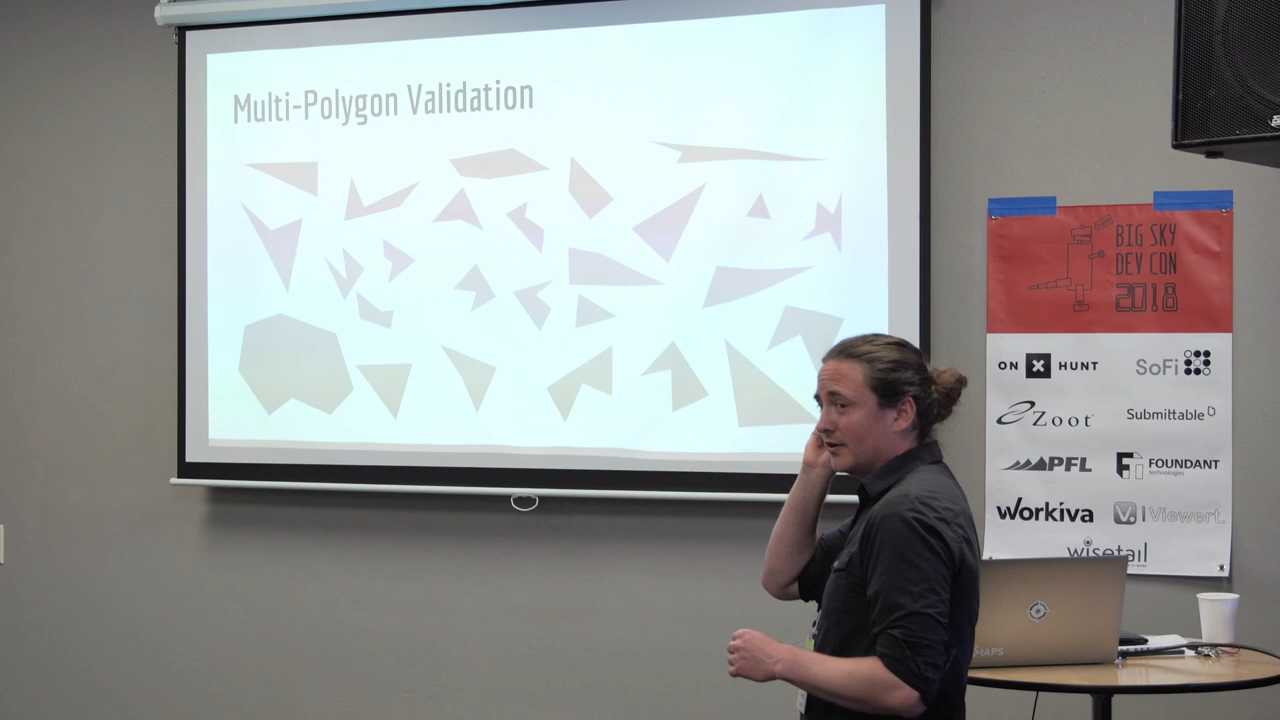 Multi-Polygon Validation
BIG SKY
DEV CON
2018
ON X HUNT
SoFi
Zoot
Submittable
PFL
FOUNDANT
technologies
Workiva
V. Viewert.
wisetail
MAPS